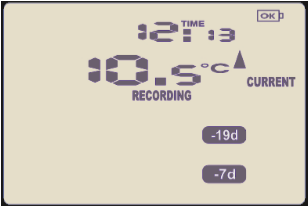 OK
TIME
12:13
10.5°C
CURRENT
RECORDING
-19d
-7d